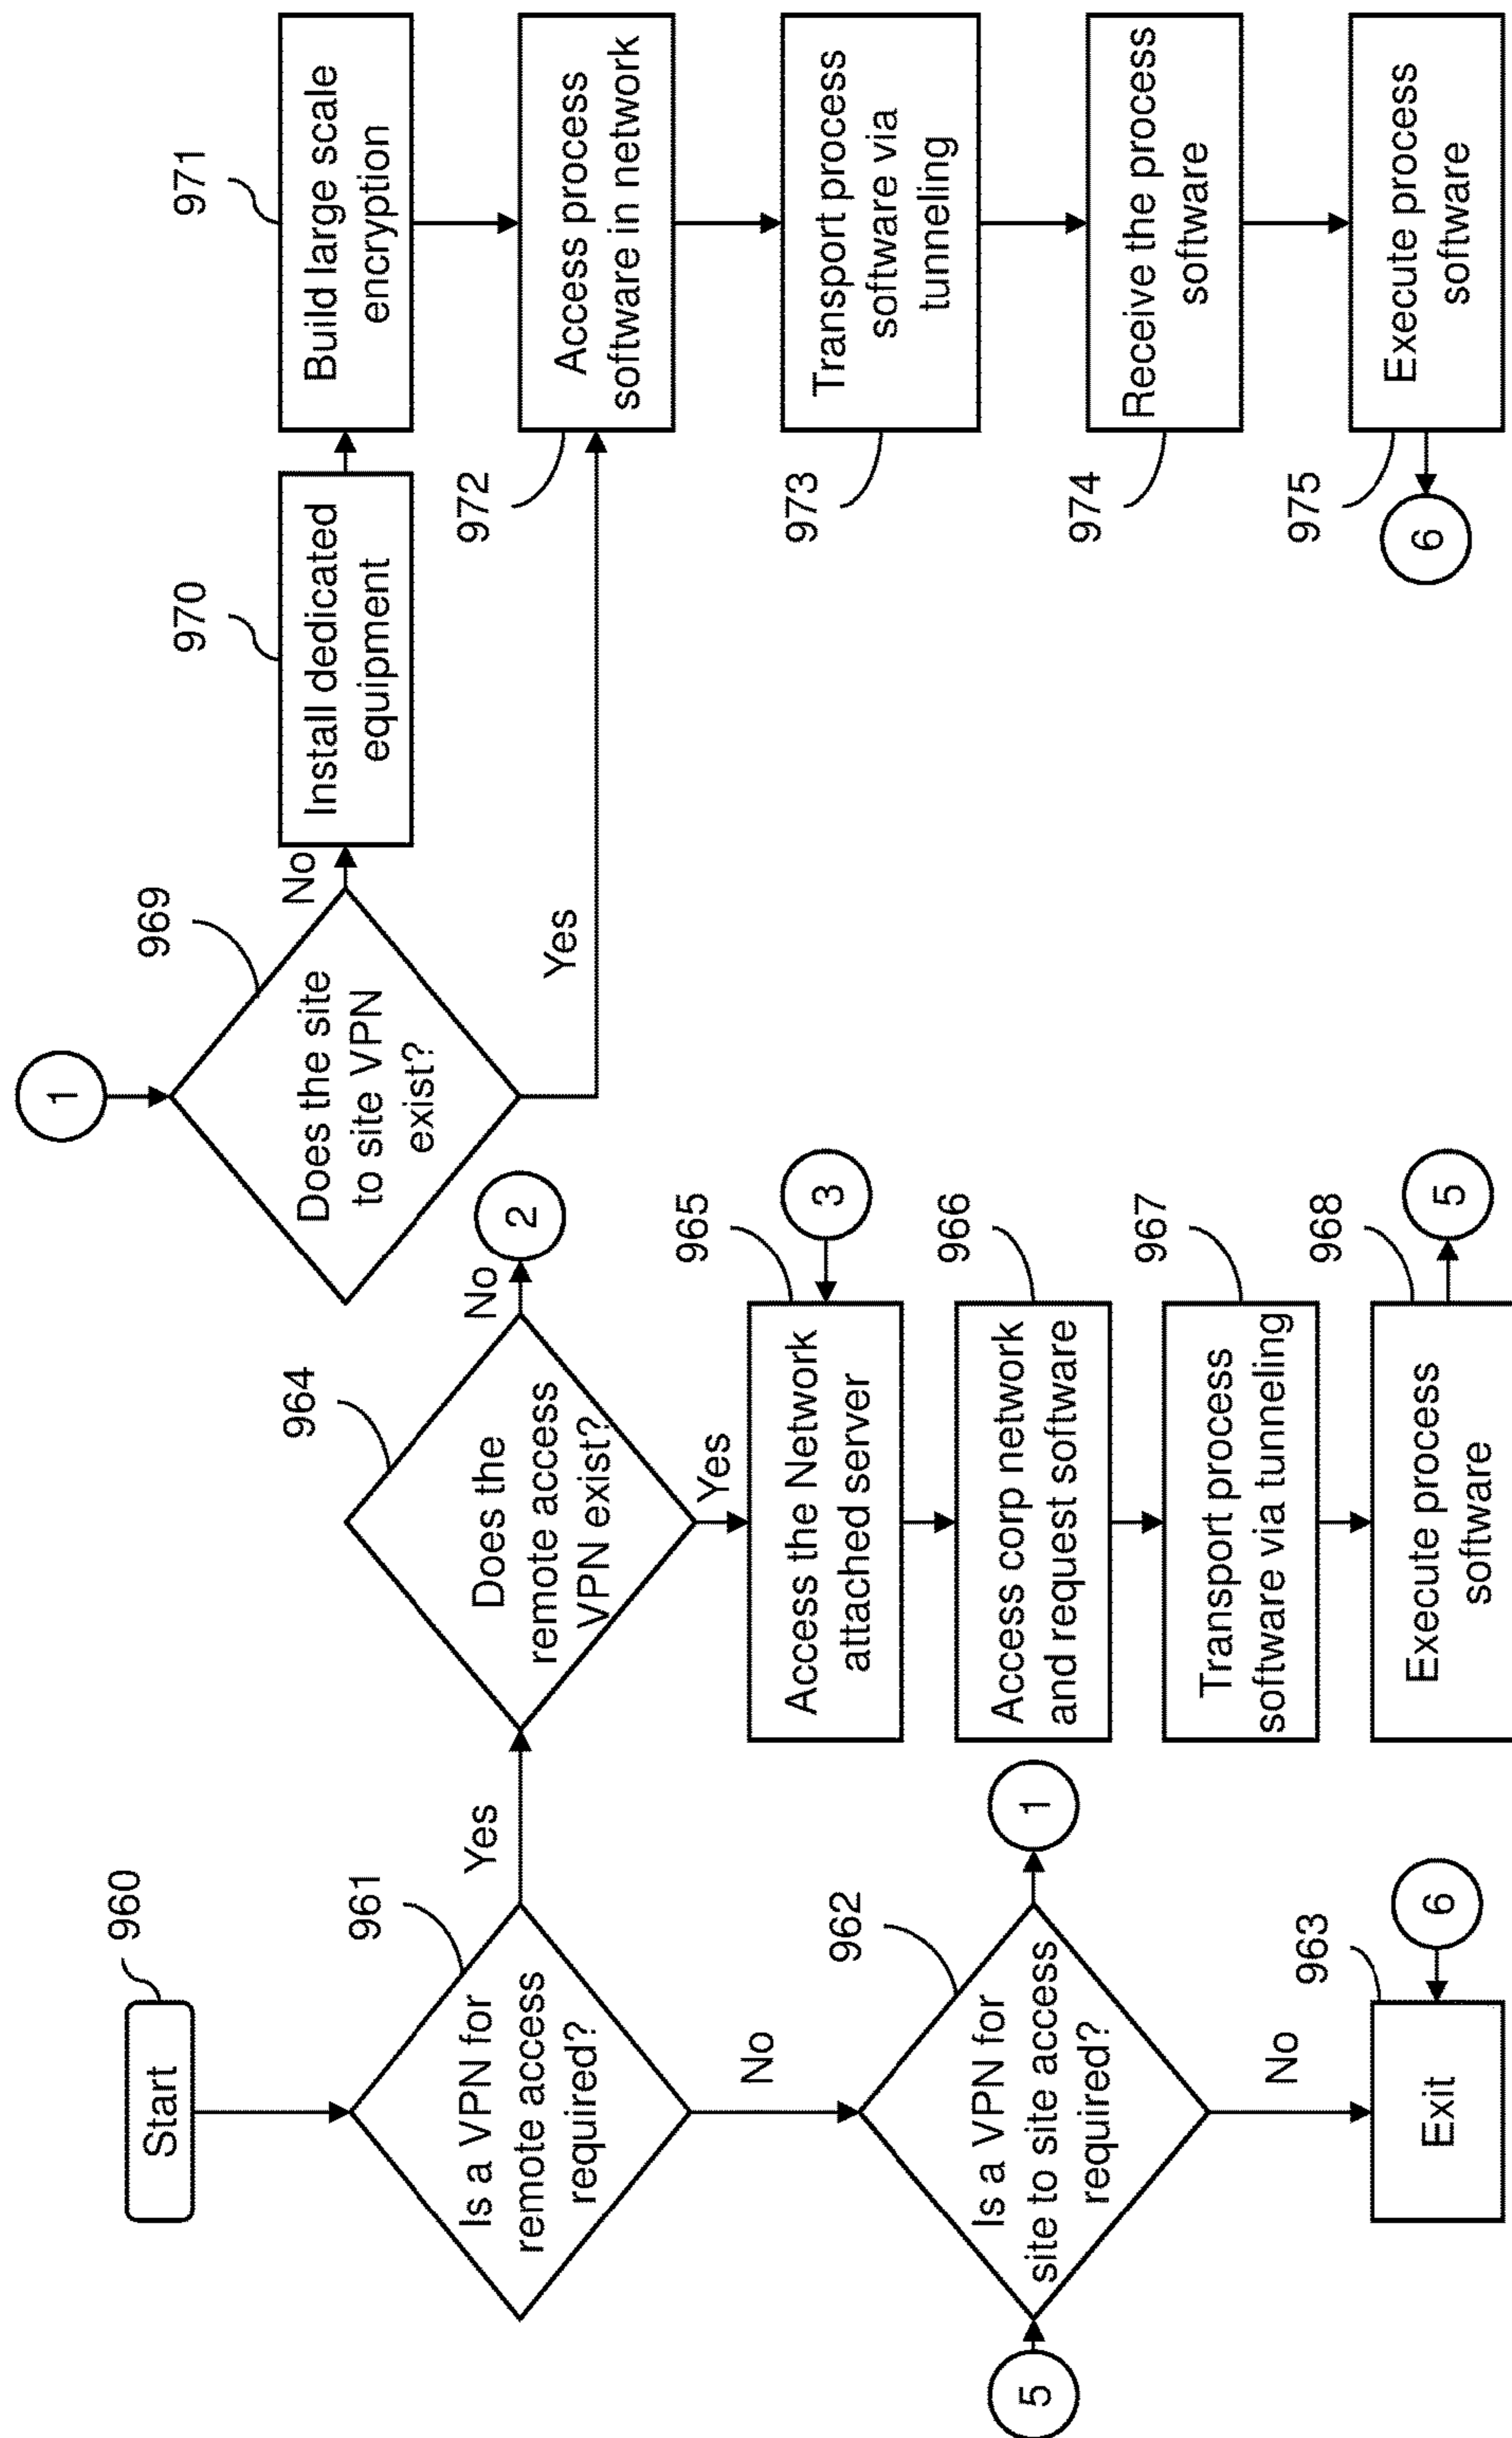 960
Start
961
Is a VPN for
remote access
required?
Yes
No
5
962
Is a VPN for
site to site access
required?
1
No
963
Exit
6
964
Does the
remote access
VPN exist?
No
2
Yes
965
Access the Network
attached server
3
966
Access corp network
and request software
967
Transport process
software via tunneling
968
Execute process
software
5
1
969
Does the site
to site VPN
exist?
No
Yes
970
Install dedicated
equipment
971
Build large scale
encryption
972
Access process
software in network
973
Transport process
software via
tunneling
974
Receive the process
software
975
Execute process
software
6